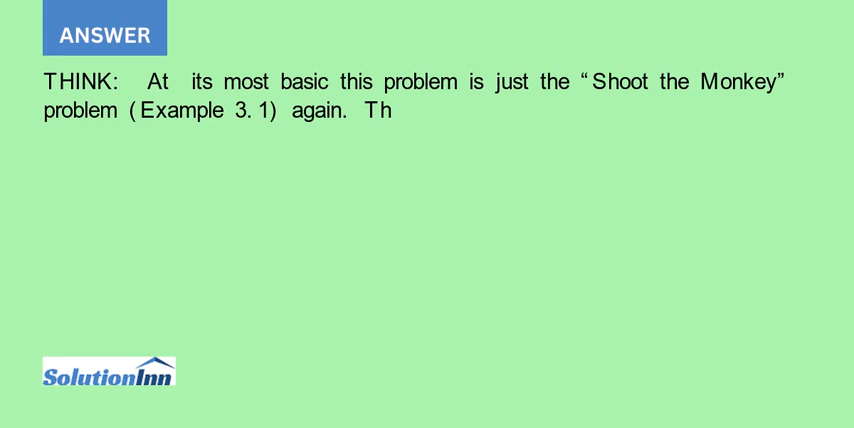 ANSWER
THINK: At its most basic this problem is just the “Shoot the Monkey”
problem (Example 3.1) again. Th
SolutionInn